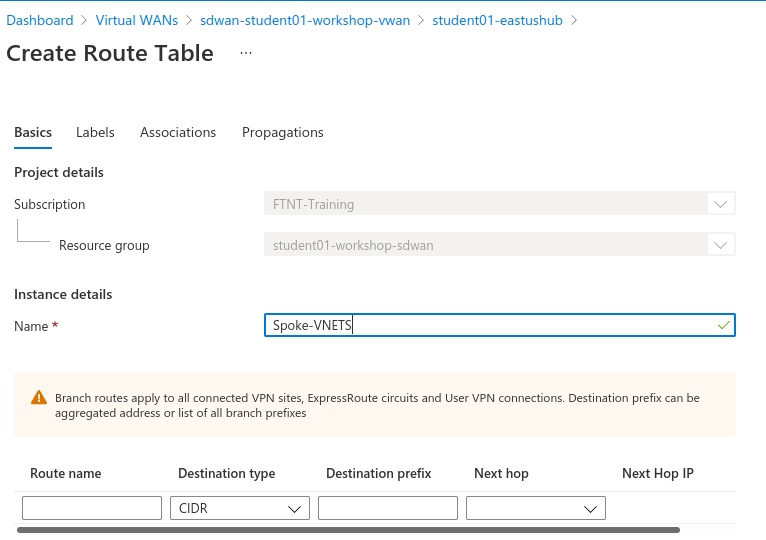 Dashboard > Virtual WANs > sdwan-student01-workshop-vwan > student01-eastushub >
Create Route Table ...
Basics Labels Associations Propagations
Project details
Subscription FTNT-Training
Resource group student01-workshop-sdwan
Instance details
Name * Spoke-VNETS
Branch routes apply to all connected VPN sites, ExpressRoute circuits and User VPN connections. Destination prefix can be
aggregated address or list of all branch prefixes
Route name Destination type Destination prefix Next hop Next Hop IP
CIDR